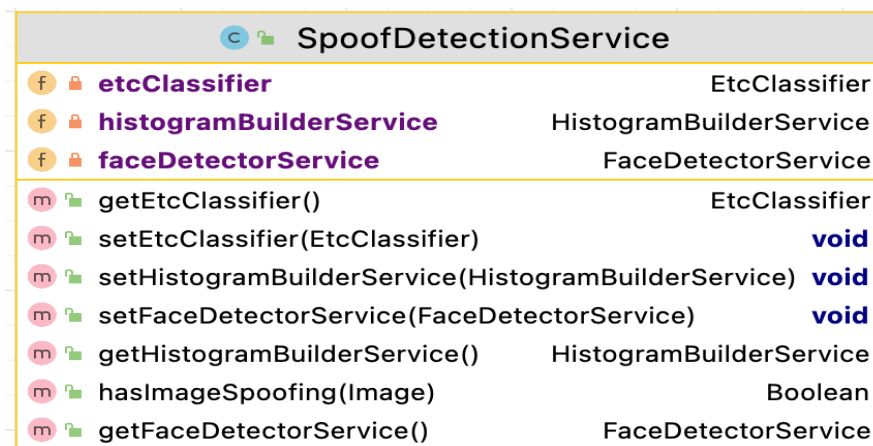 C SpoofDetectionService
f etcClassifier EtcClassifier
f histogramBuilderService HistogramBuilderService
f faceDetectorService FaceDetectorService
m getEtcClassifier() EtcClassifier
m setEtcClassifier(EtcClassifier) void
m setHistogramBuilderService(HistogramBuilderService) void
m setFaceDetectorService(FaceDetectorService) void
m getHistogramBuilderService() HistogramBuilderService
m hasImageSpoofing(Image) Boolean
m getFaceDetectorService() FaceDetectorService